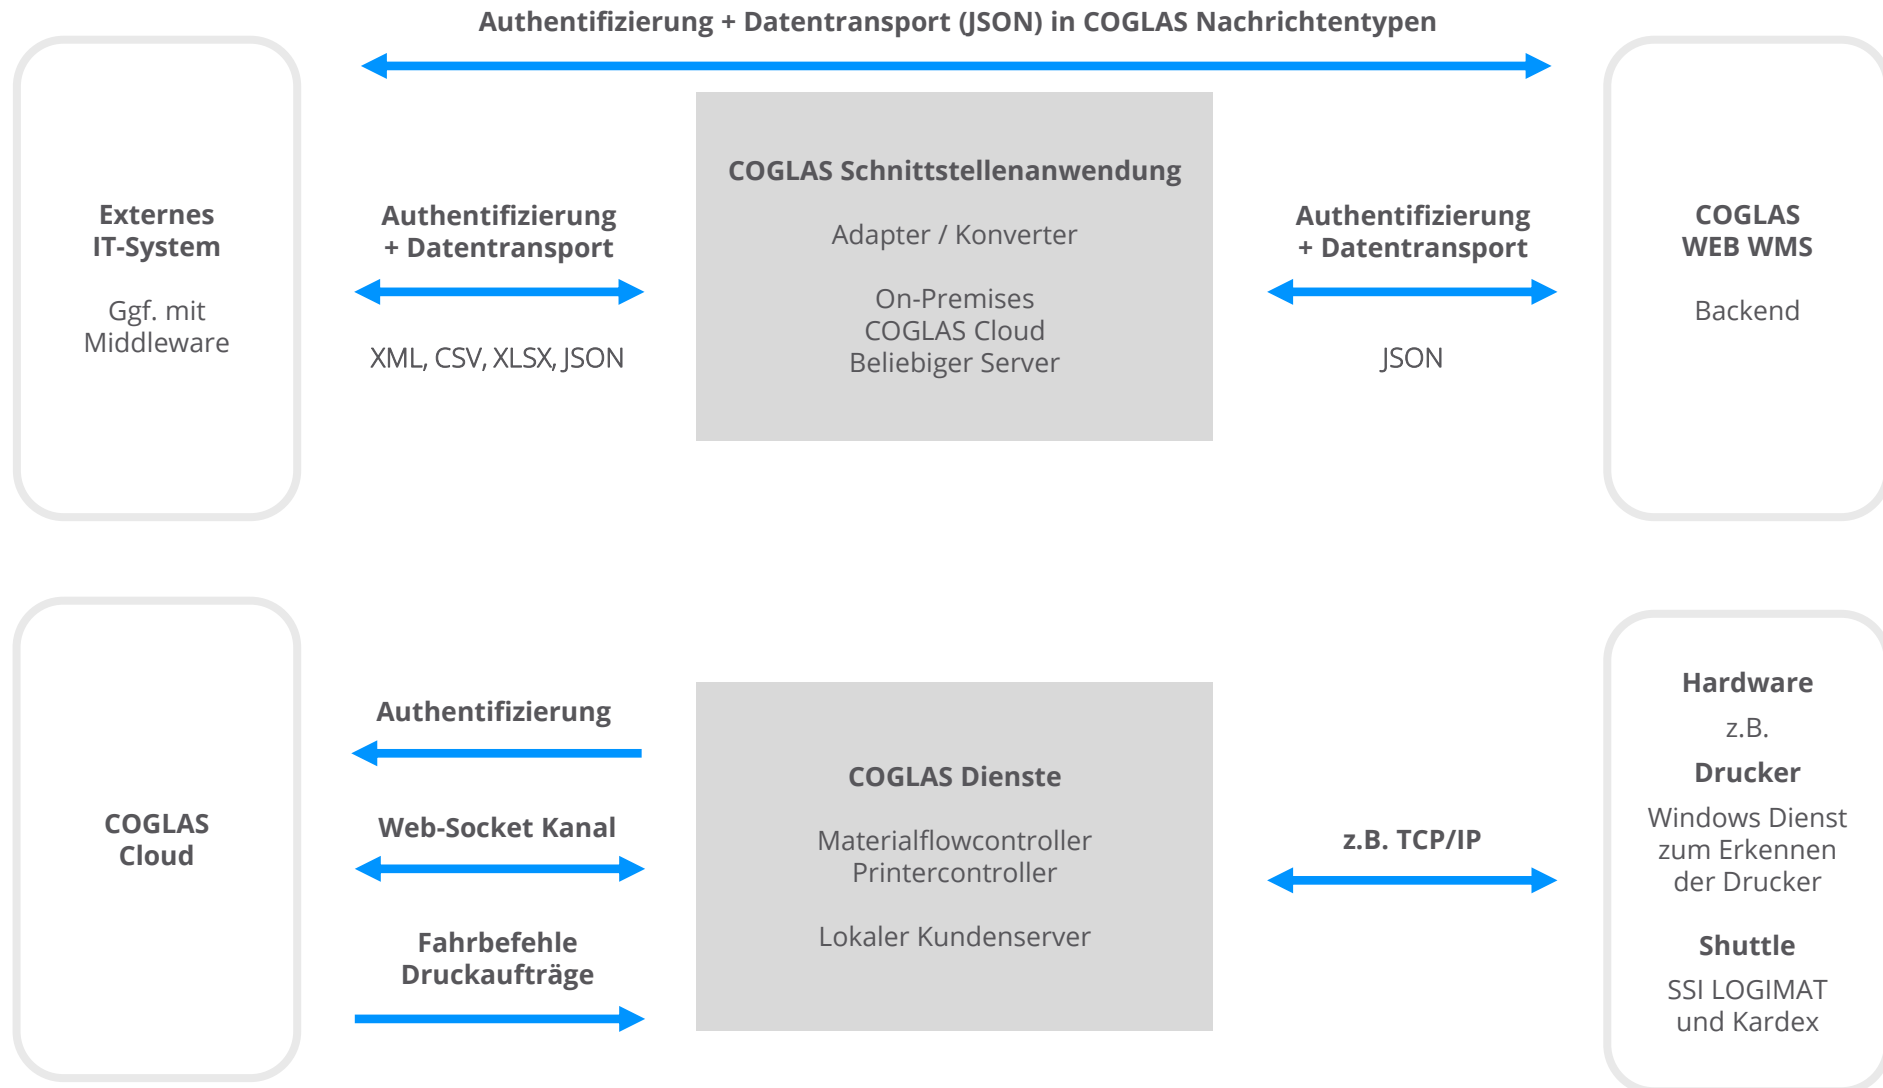 Authentifizierung + Datentransport (JSON) in COGLAS Nachrichtentypen
Externes
IT-System
Ggf. mit
Middleware
Authentifizierung
+ Datentransport
XML, CSV, XLSX, JSON
COGLAS Schnittstellenanwendung
Adapter / Konverter
On-Premises
COGLAS Cloud
Beliebiger Server
Authentifizierung
+ Datentransport
JSON
COGLAS
WEB WMS
Backend
COGLAS
Cloud
Authentifizierung
Web-Socket Kanal
Fahrbefehle
Druckaufträge
COGLAS Dienste
Materialflowcontroller
Printercontroller
Lokaler Kundenserver
z.B. TCP/IP
Hardware
z.B.
Drucker
Windows Dienst
zum Erkennen
der Drucker
Shuttle
SSI LOGIMAT
und Kardex